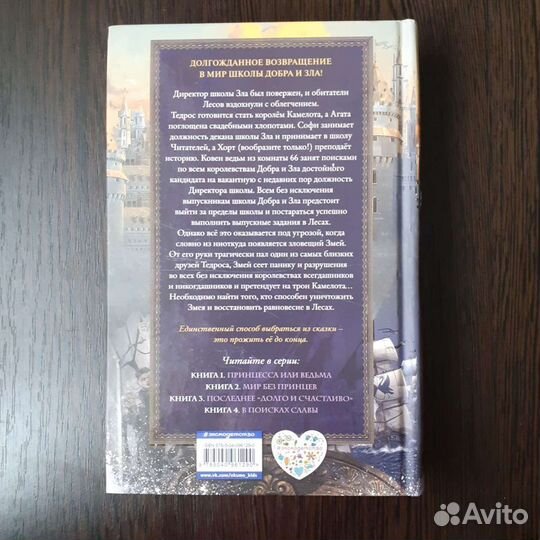 ДОЛГОЖДАННОЕ ВОЗВРАЩЕНИЕ
В МИР ШКОЛЫ ДОБРА И ЗЛА!
Директор школы Зла был повержен, и обитатели
Лесов вздохнули с облегчением.
Тедрос готовится стать королём Камелота, а Агата
поглощена свадебными хлопотами. Софи занимает
должность декана школы Зла и принимает в школу
Читателей, а Хорт (вообразите только!) преподаёт
историю. Ковен ведьм из комнаты 66 занят поисками
по всем королевствам Добра и Зла достойного
кандидата на вакантную с недавних пор должность
Директора школы. Всем без исключения
выпускникам школы Добра и Зла предстоит
выйти за пределы школы и постараться успешно
выполнить выпускные задания в Лесах.
Однако всё это оказывается под угрозой, когда
словно из ниоткуда появляется зловещий Змей.
От его руки трагически пал один из самых близких
друзей Тедроса, Змей сеет панику и разрушения
во всех без исключения королевствах всегдашников
и никогдашников и претендует на трон Камелота...
Необходимо найти того, кто способен уничтожить
Змея и восстановить равновесие в Лесах.
Единственный способ выбраться из сказки –
это прожить её до конца.
Читайте в серии:
КНИГА 1. ПРИНЦЕССА ИЛИ ВЕДЬМА
КНИГА 2. МИР БЕЗ ПРИНЦЕВ
КНИГА 3. ПОСЛЕДНЕЕ «ДОЛГО И СЧАСТЛИВО»
КНИГА 4. В ПОИСКАХ СЛАВЫ
#эксмодетство
www.vk.com/eksmo_kids
Avito